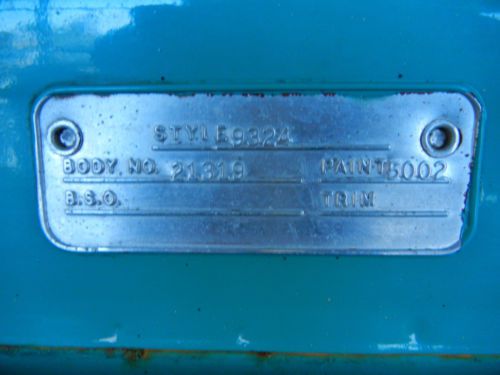 STYLE 9324
BODY NO. 21319 PAINT 5002
B.S.O. TRIM